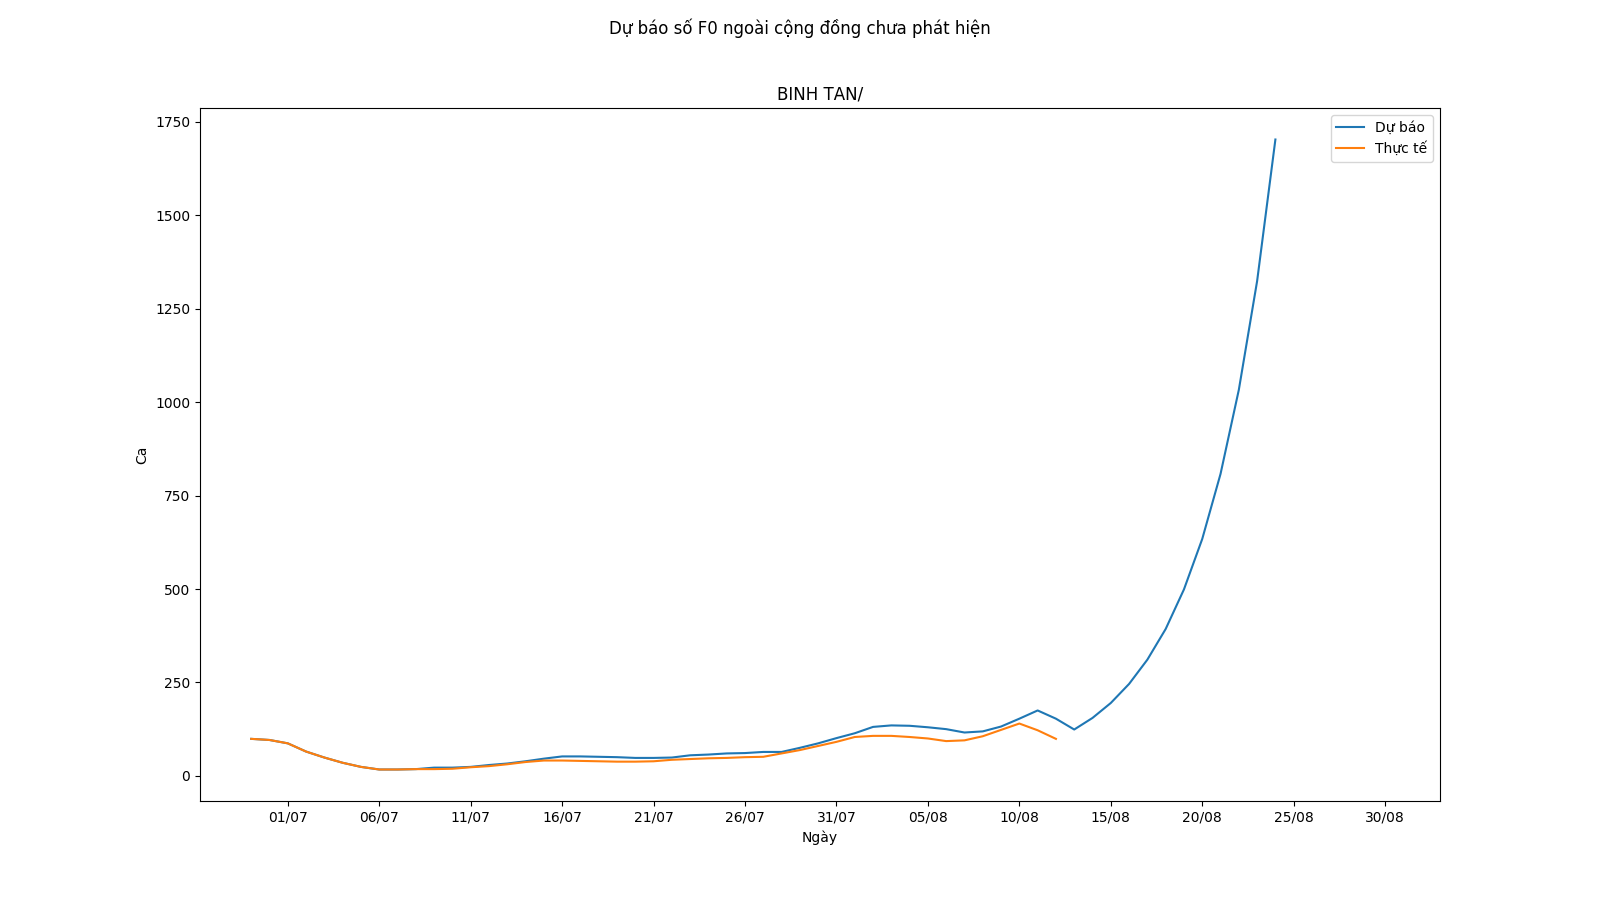 Dự báo số F0 ngoài cộng đồng chưa phát hiện
BINH TAN/
Dự báo
Thực tế
1750
1500
1250
1000
750
500
250
0
Ca
01/07 06/07 11/07 16/07 21/07 26/07 31/07 05/08 10/08 15/08 20/08 25/08 30/08
Ngày